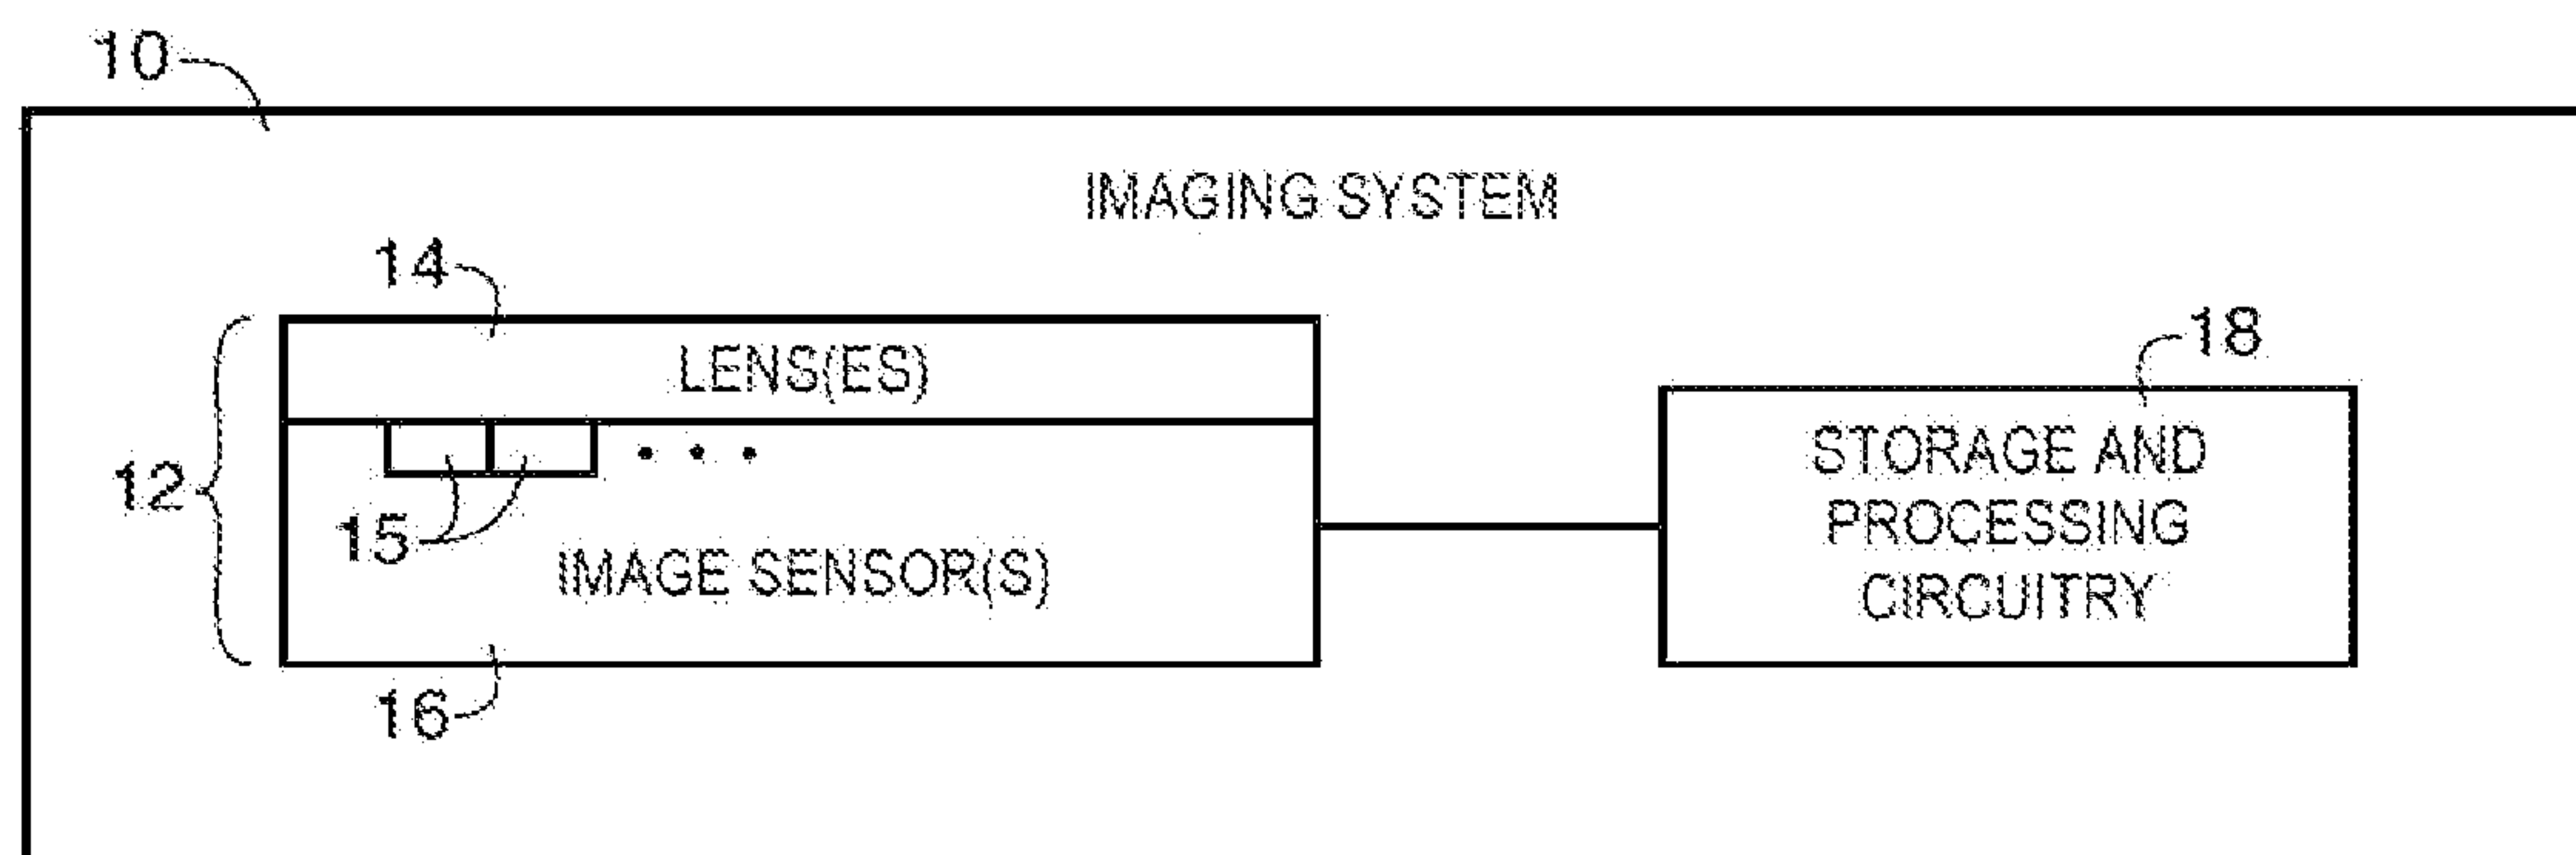 10
IMAGING SYSTEM
14
LENS(ES)
18
STORAGE AND
PROCESSING
CIRCUITRY
12
15
IMAGE SENSOR(S)
16